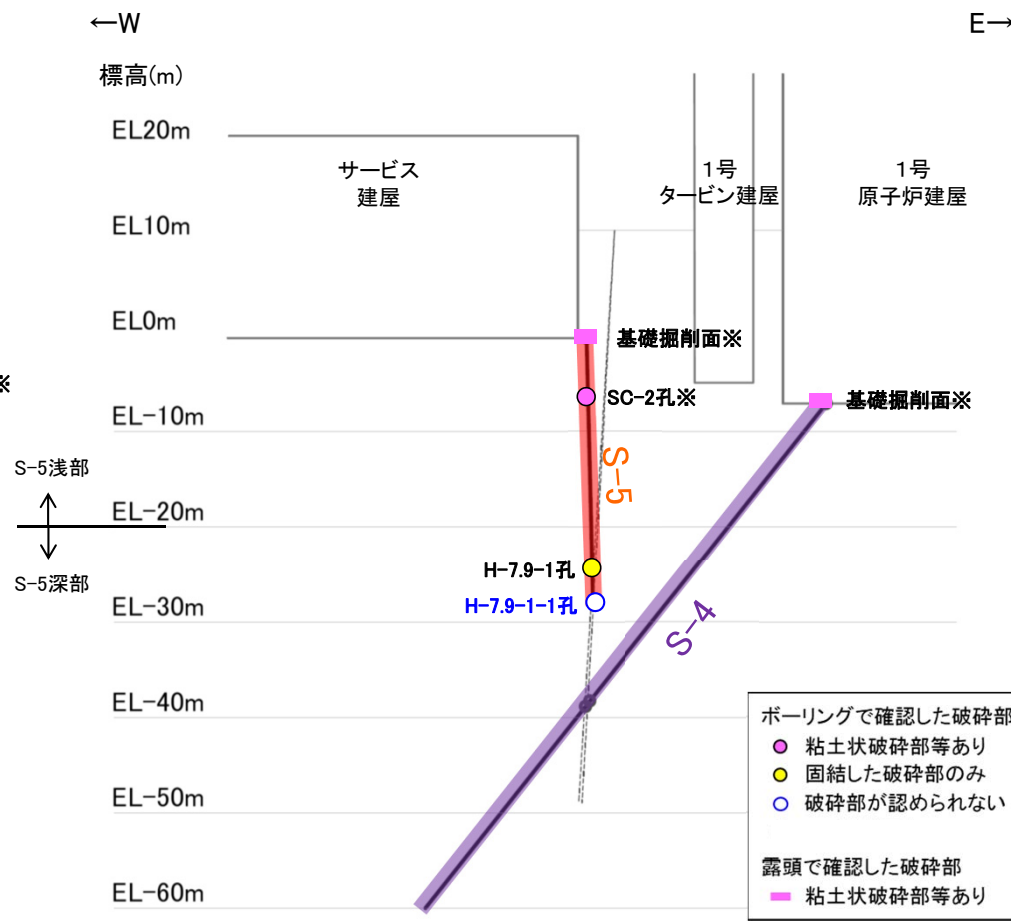 ←W
E→
標高(m)
EL20m
サービス
建屋
1号
タービン建屋
1号
原子炉建屋
EL10m
EL0m
基礎掘削面※
※
SC-2孔※
基礎掘削面※
EL-10m
S-5浅部
S-5
EL-20m
S-5深部
H-7.9-1孔
EL-30m
H-7.9-1-1孔
S-4
EL-40m
ボーリングで確認した破砕部
粘土状破砕部等あり
固結した破砕部のみ
破砕部が認められない
EL-50m
露頭で確認した破砕部
粘土状破砕部等あり
EL-60m